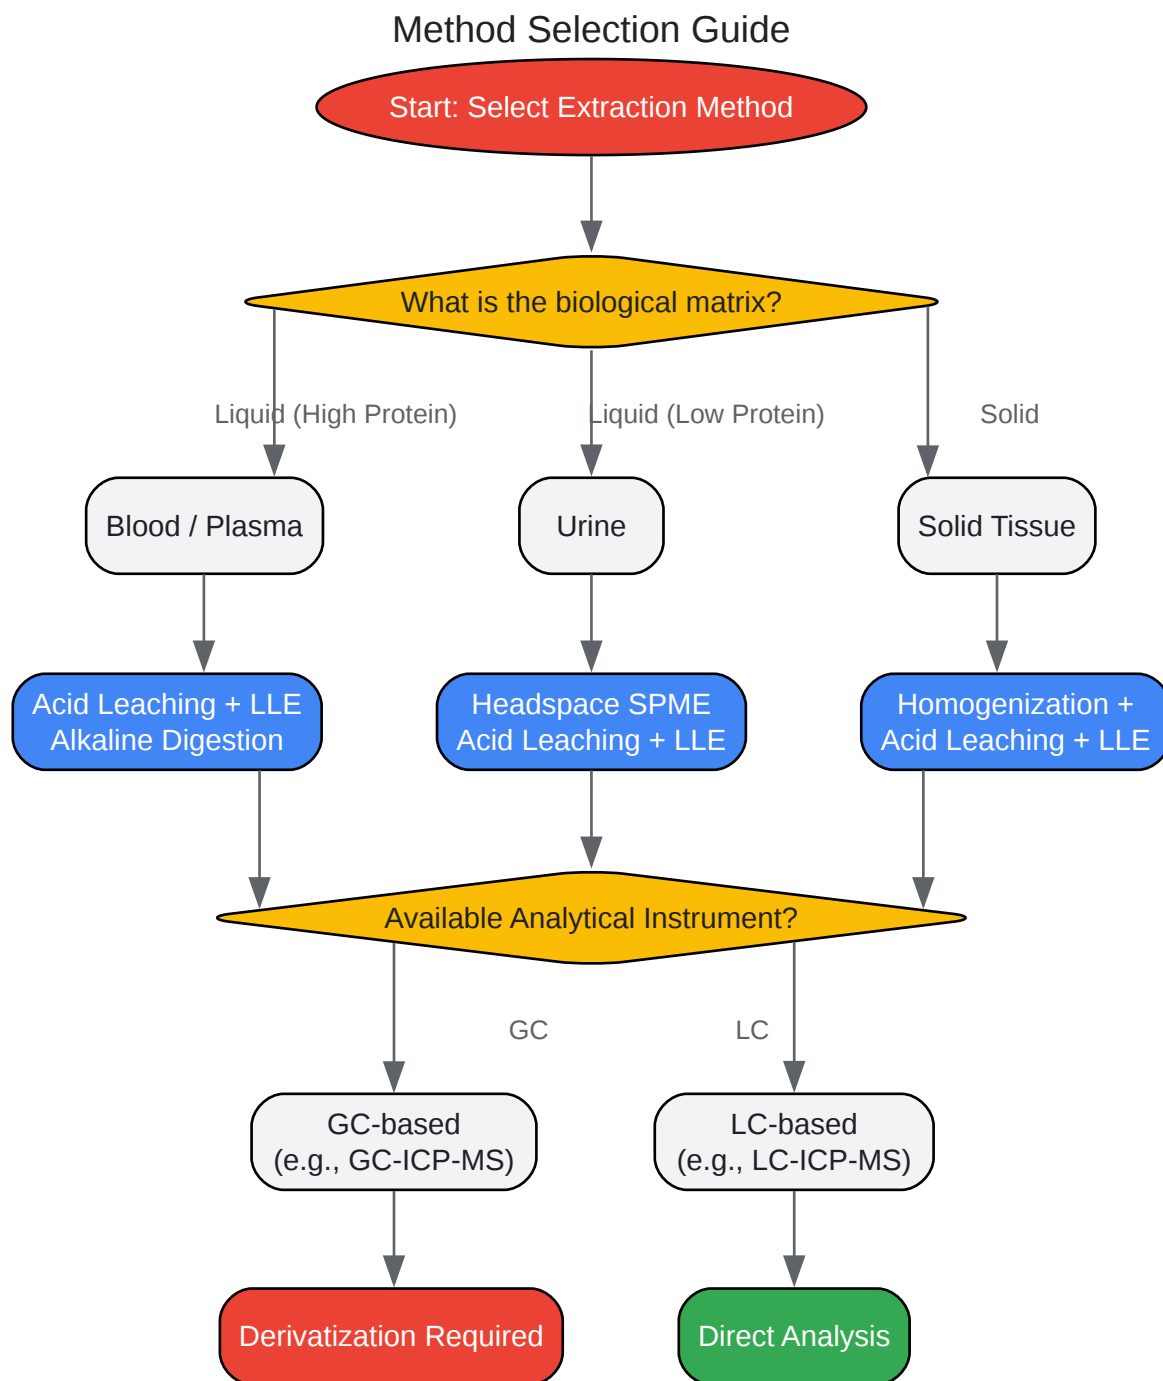 Method Selection Guide
Start: Select Extraction Method
What is the biological matrix?
Liquid (High Protein)
Liquid (Low Protein)
Solid
Blood / Plasma
Urine
Solid Tissue
Acid Leaching + LLE
Alkaline Digestion
Headspace SPME
Acid Leaching + LLE
Homogenization +
Acid Leaching + LLE
Available Analytical Instrument?
GC
LC
GC-based
(e.g., GC-ICP-MS)
LC-based
(e.g., LC-ICP-MS)
Derivatization Required
Direct Analysis